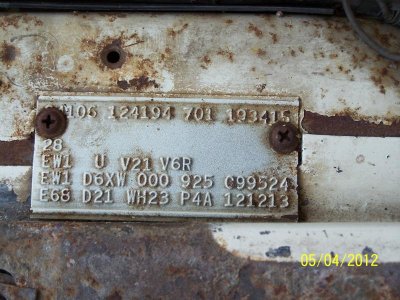 M06 124194 701 193415
28
EW1 U V21 V6R
EW1 D6XW 000 925 C99524
E68 D21 WH23 P4A 121213
05/04/2012